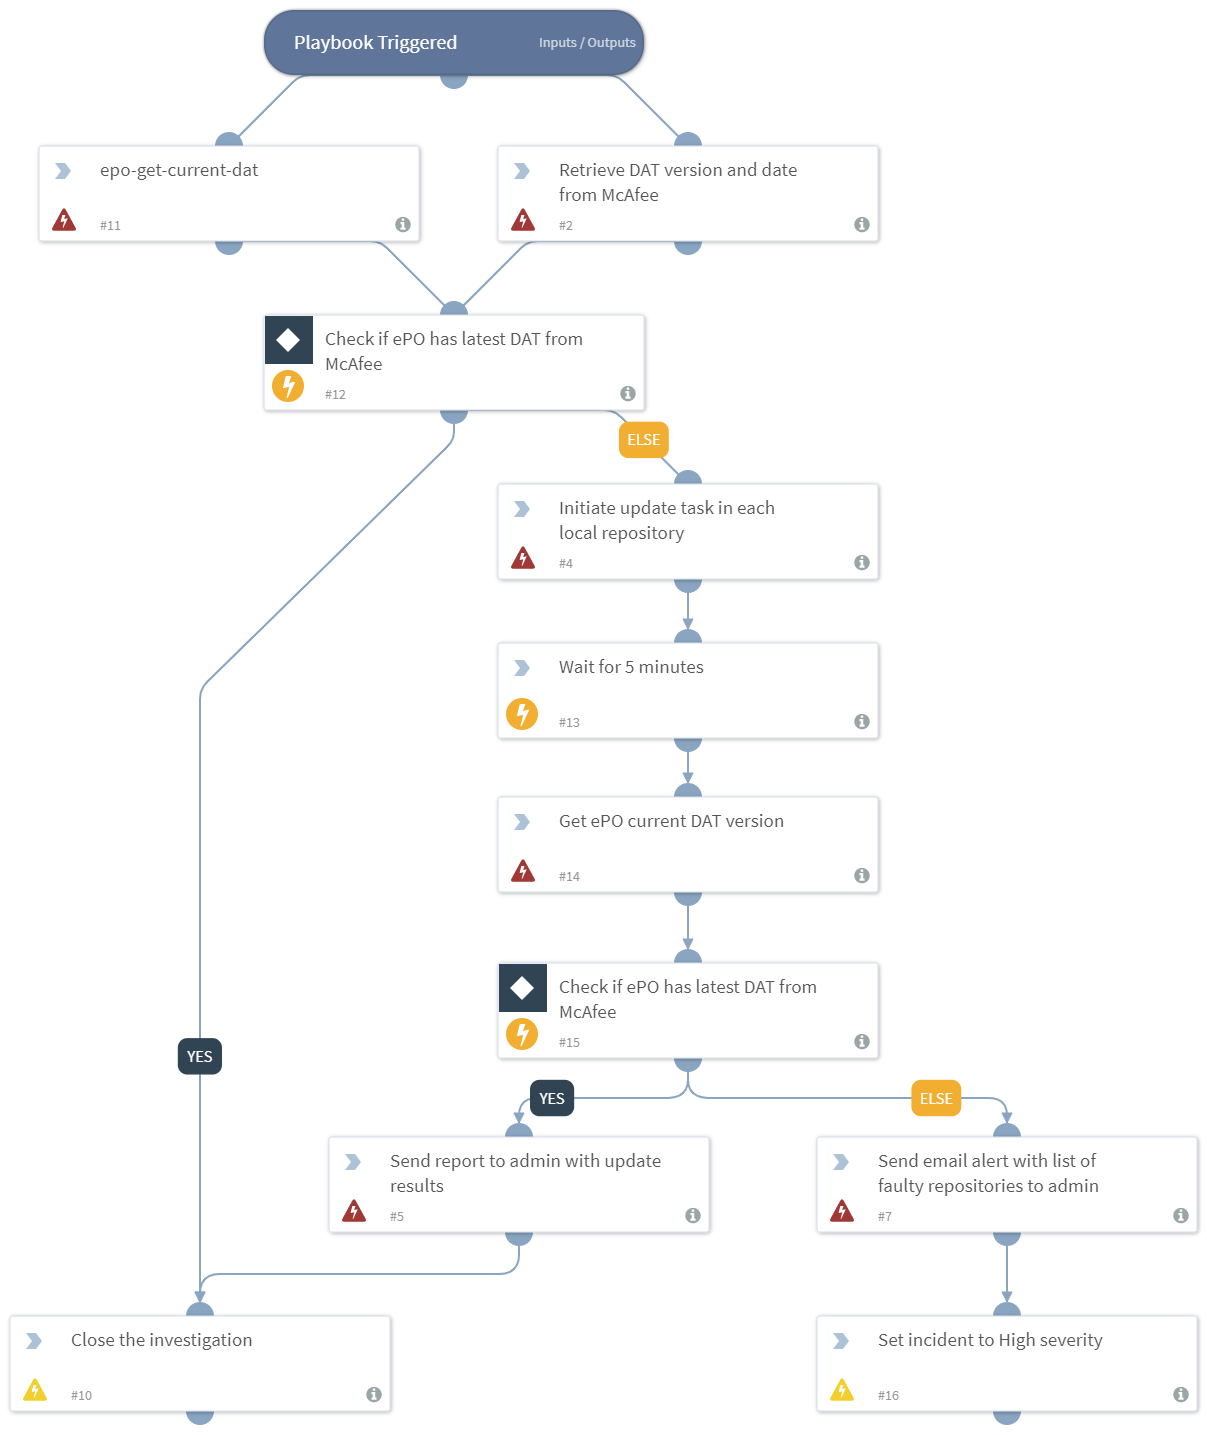 Playbook Triggered
Inputs / Outputs
epo-get-current-dat
#11
Retrieve DAT version and date
from McAfee
#2
Check if ePO has latest DAT from
McAfee
#12
ELSE
Initiate update task in each
local repository
#4
Wait for 5 minutes
#13
Get ePO current DAT version
#14
Check if ePO has latest DAT from
McAfee
#15
YES
YES
ELSE
Send report to admin with update
results
#5
Send email alert with list of
faulty repositories to admin
#7
Close the investigation
#10
Set incident to High severity
#16